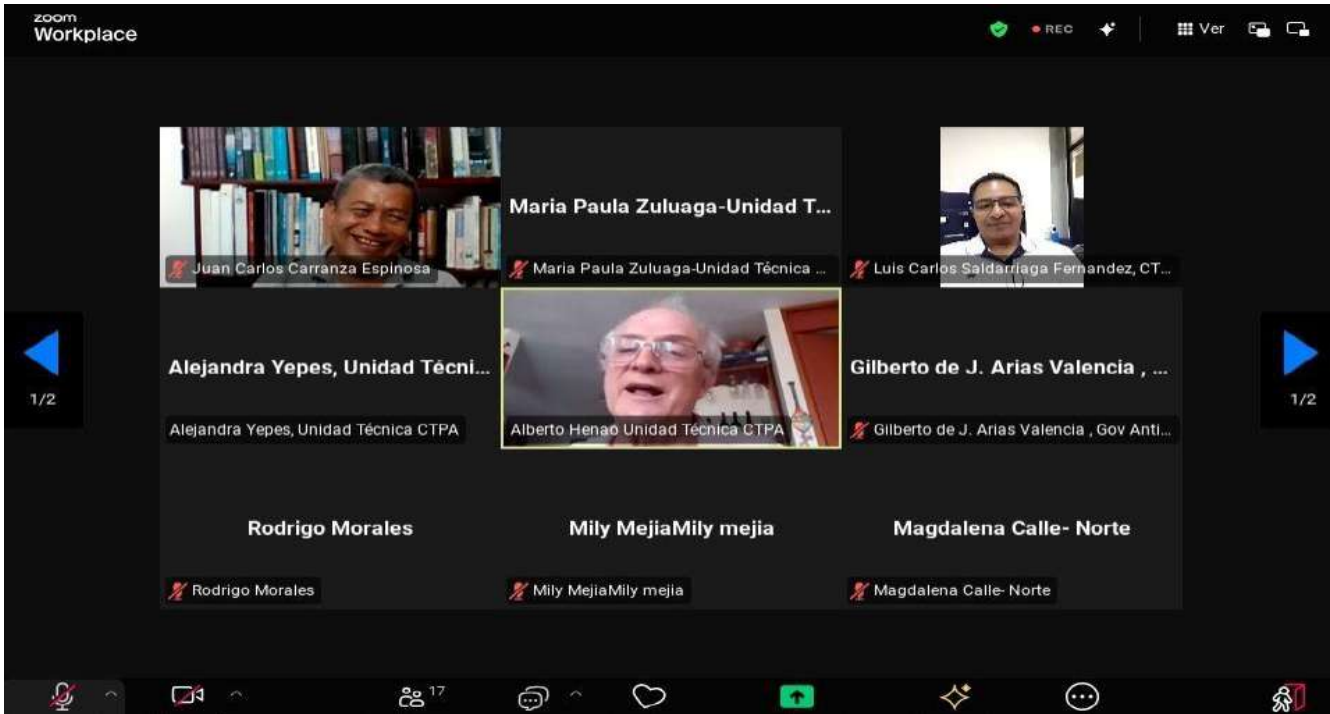 zoom
Workplace
REC
Ver
Juan Carlos Carranza Espinosa
Maria Paula Zuluaga-Unidad T...
Maria Paula Zuluaga-Unidad Técnica ...
Luis Carlos Saldarriaga Fernandez, CT...
Alejandra Yepes, Unidad Técni...
Alejandra Yepes, Unidad Técnica CTPA
Alberto Henao Unidad Técnica CTPA
Gilberto de J. Arias Valencia , ...
Gilberto de J. Arias Valencia , Gov Anti...
1/2
1/2
Rodrigo Morales
Rodrigo Morales
Mily MejiaMily mejia
Mily MejiaMily mejia
Magdalena Calle- Norte
Magdalena Calle- Norte
17